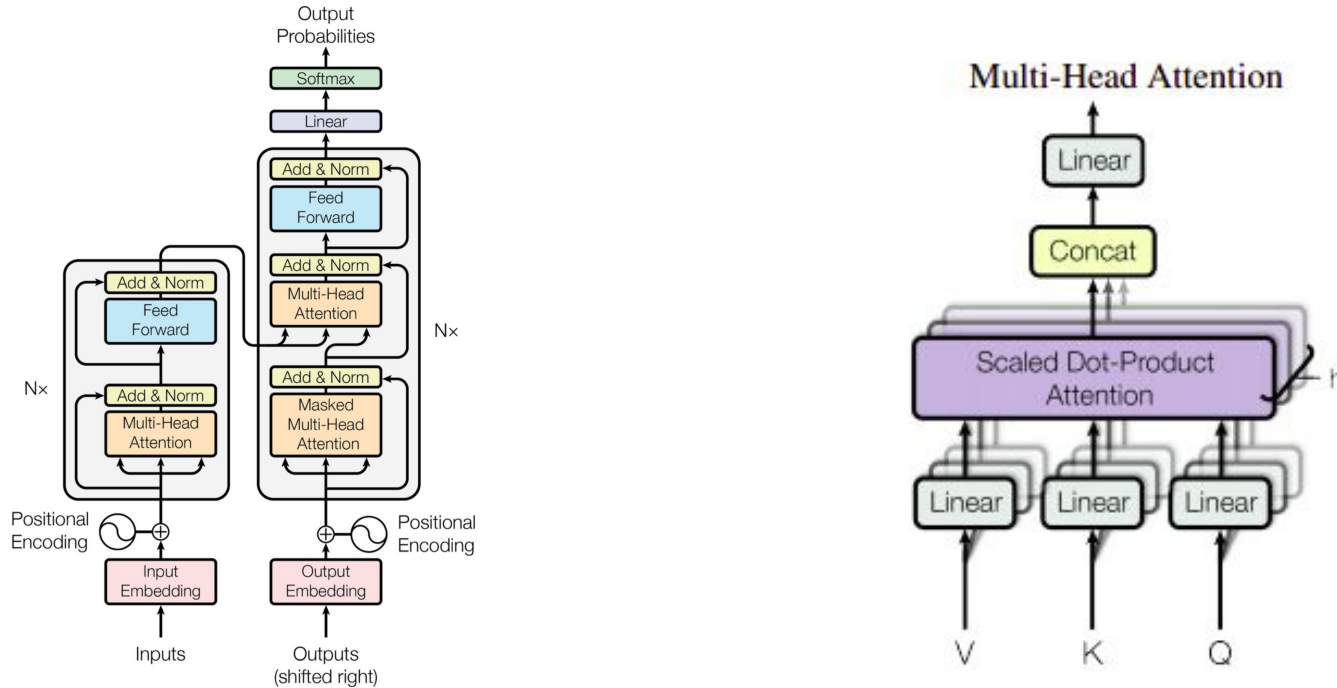 Output
Probabilities
Softmax
Linear
Add & Norm
Feed
Forward
Add & Norm
Multi-Head
Attention
Add & Norm
Masked
Multi-Head
Attention
Nx
Add & Norm
Feed
Forward
Add & Norm
Multi-Head
Attention
Nx
Positional
Encoding
Positional
Encoding
Input
Embedding
Output
Embedding
Inputs
Outputs
(shifted right)
Multi-Head Attention
Linear
Concat
Scaled Dot-Product
Attention
h
Linear
Linear
Linear
V
K
Q